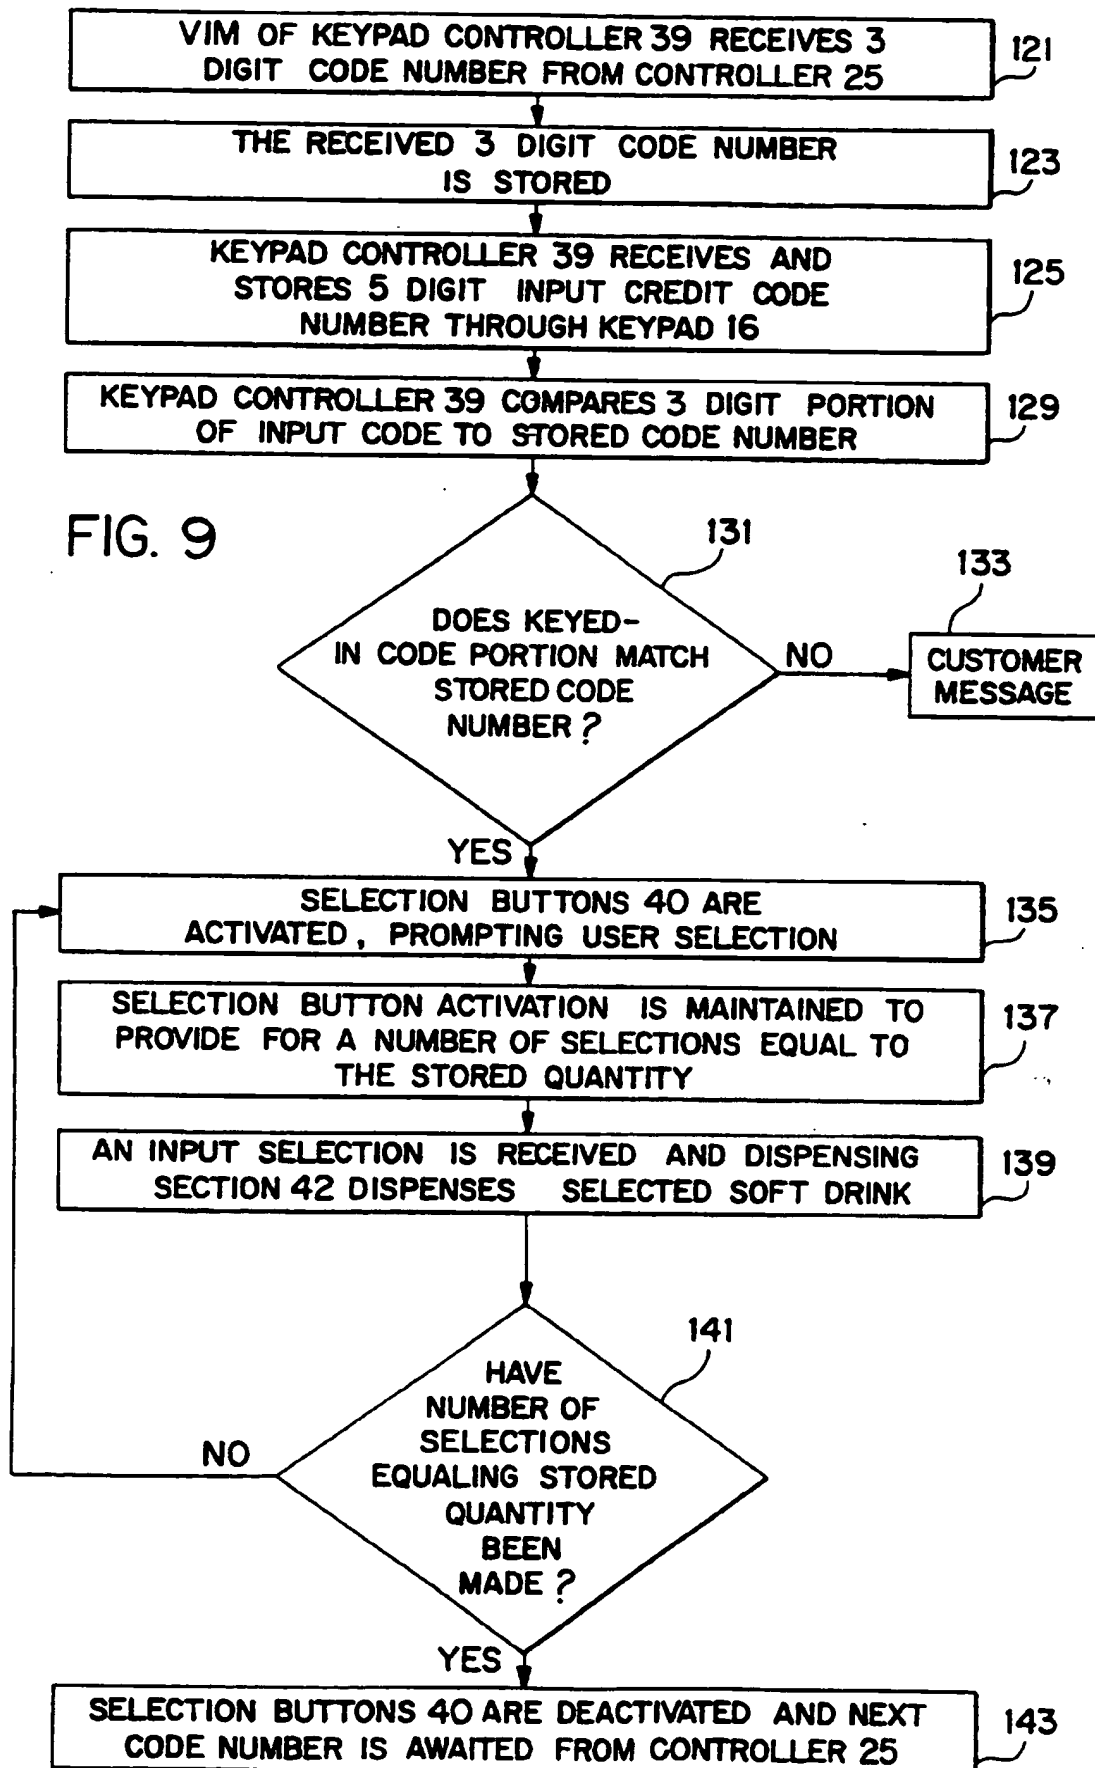 VIM OF KEYPAD CONTROLLER 39 RECEIVES 3
DIGIT CODE NUMBER FROM CONTROLLER 25
121
THE RECEIVED 3 DIGIT CODE NUMBER
IS STORED
123
KEYPAD CONTROLLER 39 RECEIVES AND
STORES 5 DIGIT INPUT CREDIT CODE
NUMBER THROUGH KEYPAD 16
125
KEYPAD CONTROLLER 39 COMPARES 3 DIGIT PORTION
OF INPUT CODE TO STORED CODE NUMBER
129
FIG. 9
131
DOES KEYED-
IN CODE PORTION MATCH
STORED CODE
NUMBER?
NO
133
CUSTOMER
MESSAGE
YES
SELECTION BUTTONS 40 ARE
ACTIVATED, PROMPTING USER SELECTION
135
SELECTION BUTTON ACTIVATION IS MAINTAINED TO
PROVIDE FOR A NUMBER OF SELECTIONS EQUAL TO
THE STORED QUANTITY
137
AN INPUT SELECTION IS RECEIVED AND DISPENSING
SECTION 42 DISPENSES SELECTED SOFT DRINK
139
141
HAVE
NUMBER OF
SELECTIONS
EQUALING STORED
QUANTITY
BEEN
MADE?
NO
YES
SELECTION BUTTONS 40 ARE DEACTIVATED AND NEXT
CODE NUMBER IS AWAITED FROM CONTROLLER 25
143